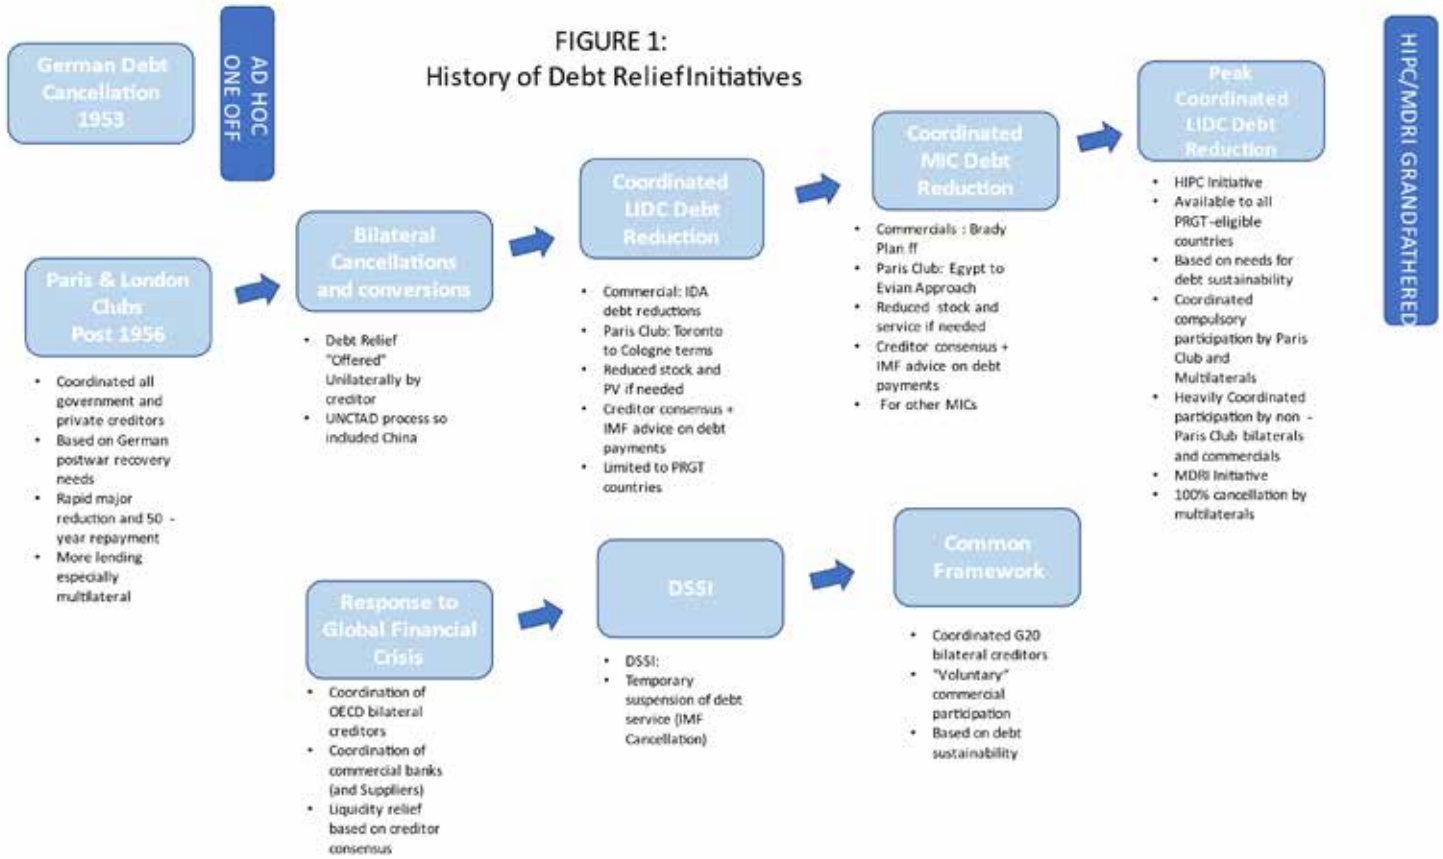 FIGURE 1:
History of Debt Relief Initiatives
German Debt
Cancellation
1953
AD HOC
ONE OFF
Paris & London
Clubs
Post 1956
• Coordinated all
government and
private creditors
• Based on German
postwar recovery
needs
• Rapid major
reduction and 50 -
year repayment
• More lending
especially
multilateral
Bilateral
Cancellations
and conversions
• Debt Relief
"Offered"
Unilaterally by
creditor
• UNCTAD process so
included China
Coordinated
LIDC Debt
Reduction
• Commercial: IDA
debt reductions
• Paris Club: Toronto
to Cologne terms
• Reduced stock and
PV if needed
• Creditor consensus +
IMF advice on debt
payments
• Limited to PRGT
countries
Coordinated
MIC Debt
Reduction
• Commercials : Brady
Plan ff
• Paris Club: Egypt to
Evian Approach
• Reduced stock and
service if needed
• Creditor consensus +
IMF advice on debt
payments
• For other MICs
Peak
Coordinated
LIDC Debt
Reduction
• HIPC Initiative
• Available to all
PRGT-eligible
countries
• Based on needs for
debt sustainability
• Coordinated
compulsory
participation by Paris
Club and
Multilaterals
• Heavily Coordinated
participation by non -
Paris Club bilaterals
and commercials
• MDRI Initiative
• 100% cancellation by
multilaterals
HIPC/MDRI GRANDFATHERED
Response to
Global Financial
Crisis
• Coordination of
OECD bilateral
creditors
• Coordination of
commercial banks
(and Suppliers)
• Liquidity relief
based on creditor
consensus
DSSI
• DSSI:
• Temporary
suspension of debt
service (IMF
Cancellation)
Common
Framework
• Coordinated G20
bilateral creditors
• "Voluntary"
commercial
participation
• Based on debt
sustainability